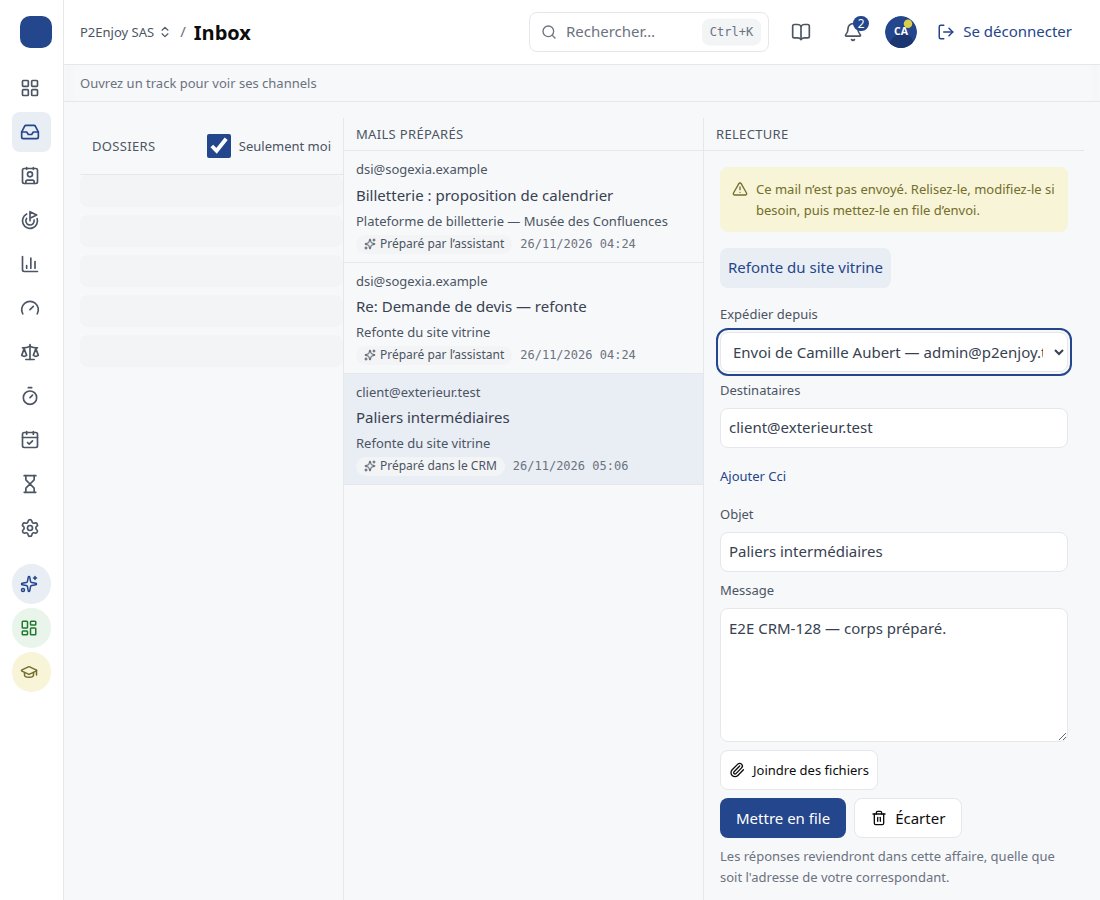 P2Enjoy SAS / Inbox
Rechercher...
Ctrl+K
2
CA
Se déconnecter
Ouvrez un track pour voir ses channels
DOSSIERS
Seulement moi
MAILS PRÉPARÉS
dsi@sogexia.example
Billetterie : proposition de calendrier
Plateforme de billetterie — Musée des Confluences
Préparé par l’assistant 26/11/2026 04:24
dsi@sogexia.example
Re: Demande de devis — refonte
Refonte du site vitrine
Préparé par l’assistant 26/11/2026 04:24
client@exterieur.test
Paliers intermédiaires
Refonte du site vitrine
Préparé dans le CRM 26/11/2026 05:06
RELECTURE
Ce mail n’est pas envoyé. Relisez-le, modifiez-le si
besoin, puis mettez-le en file d’envoi.
Refonte du site vitrine
Expédier depuis
Envoi de Camille Aubert — admin@p2enjoy.t
Destinataires
client@exterieur.test
Ajouter Cci
Objet
Paliers intermédiaires
Message
E2E CRM-128 — corps préparé.
Joindre des fichiers
Mettre en file
Écarter
Les réponses reviendront dans cette affaire, quelle que
soit l'adresse de votre correspondant.